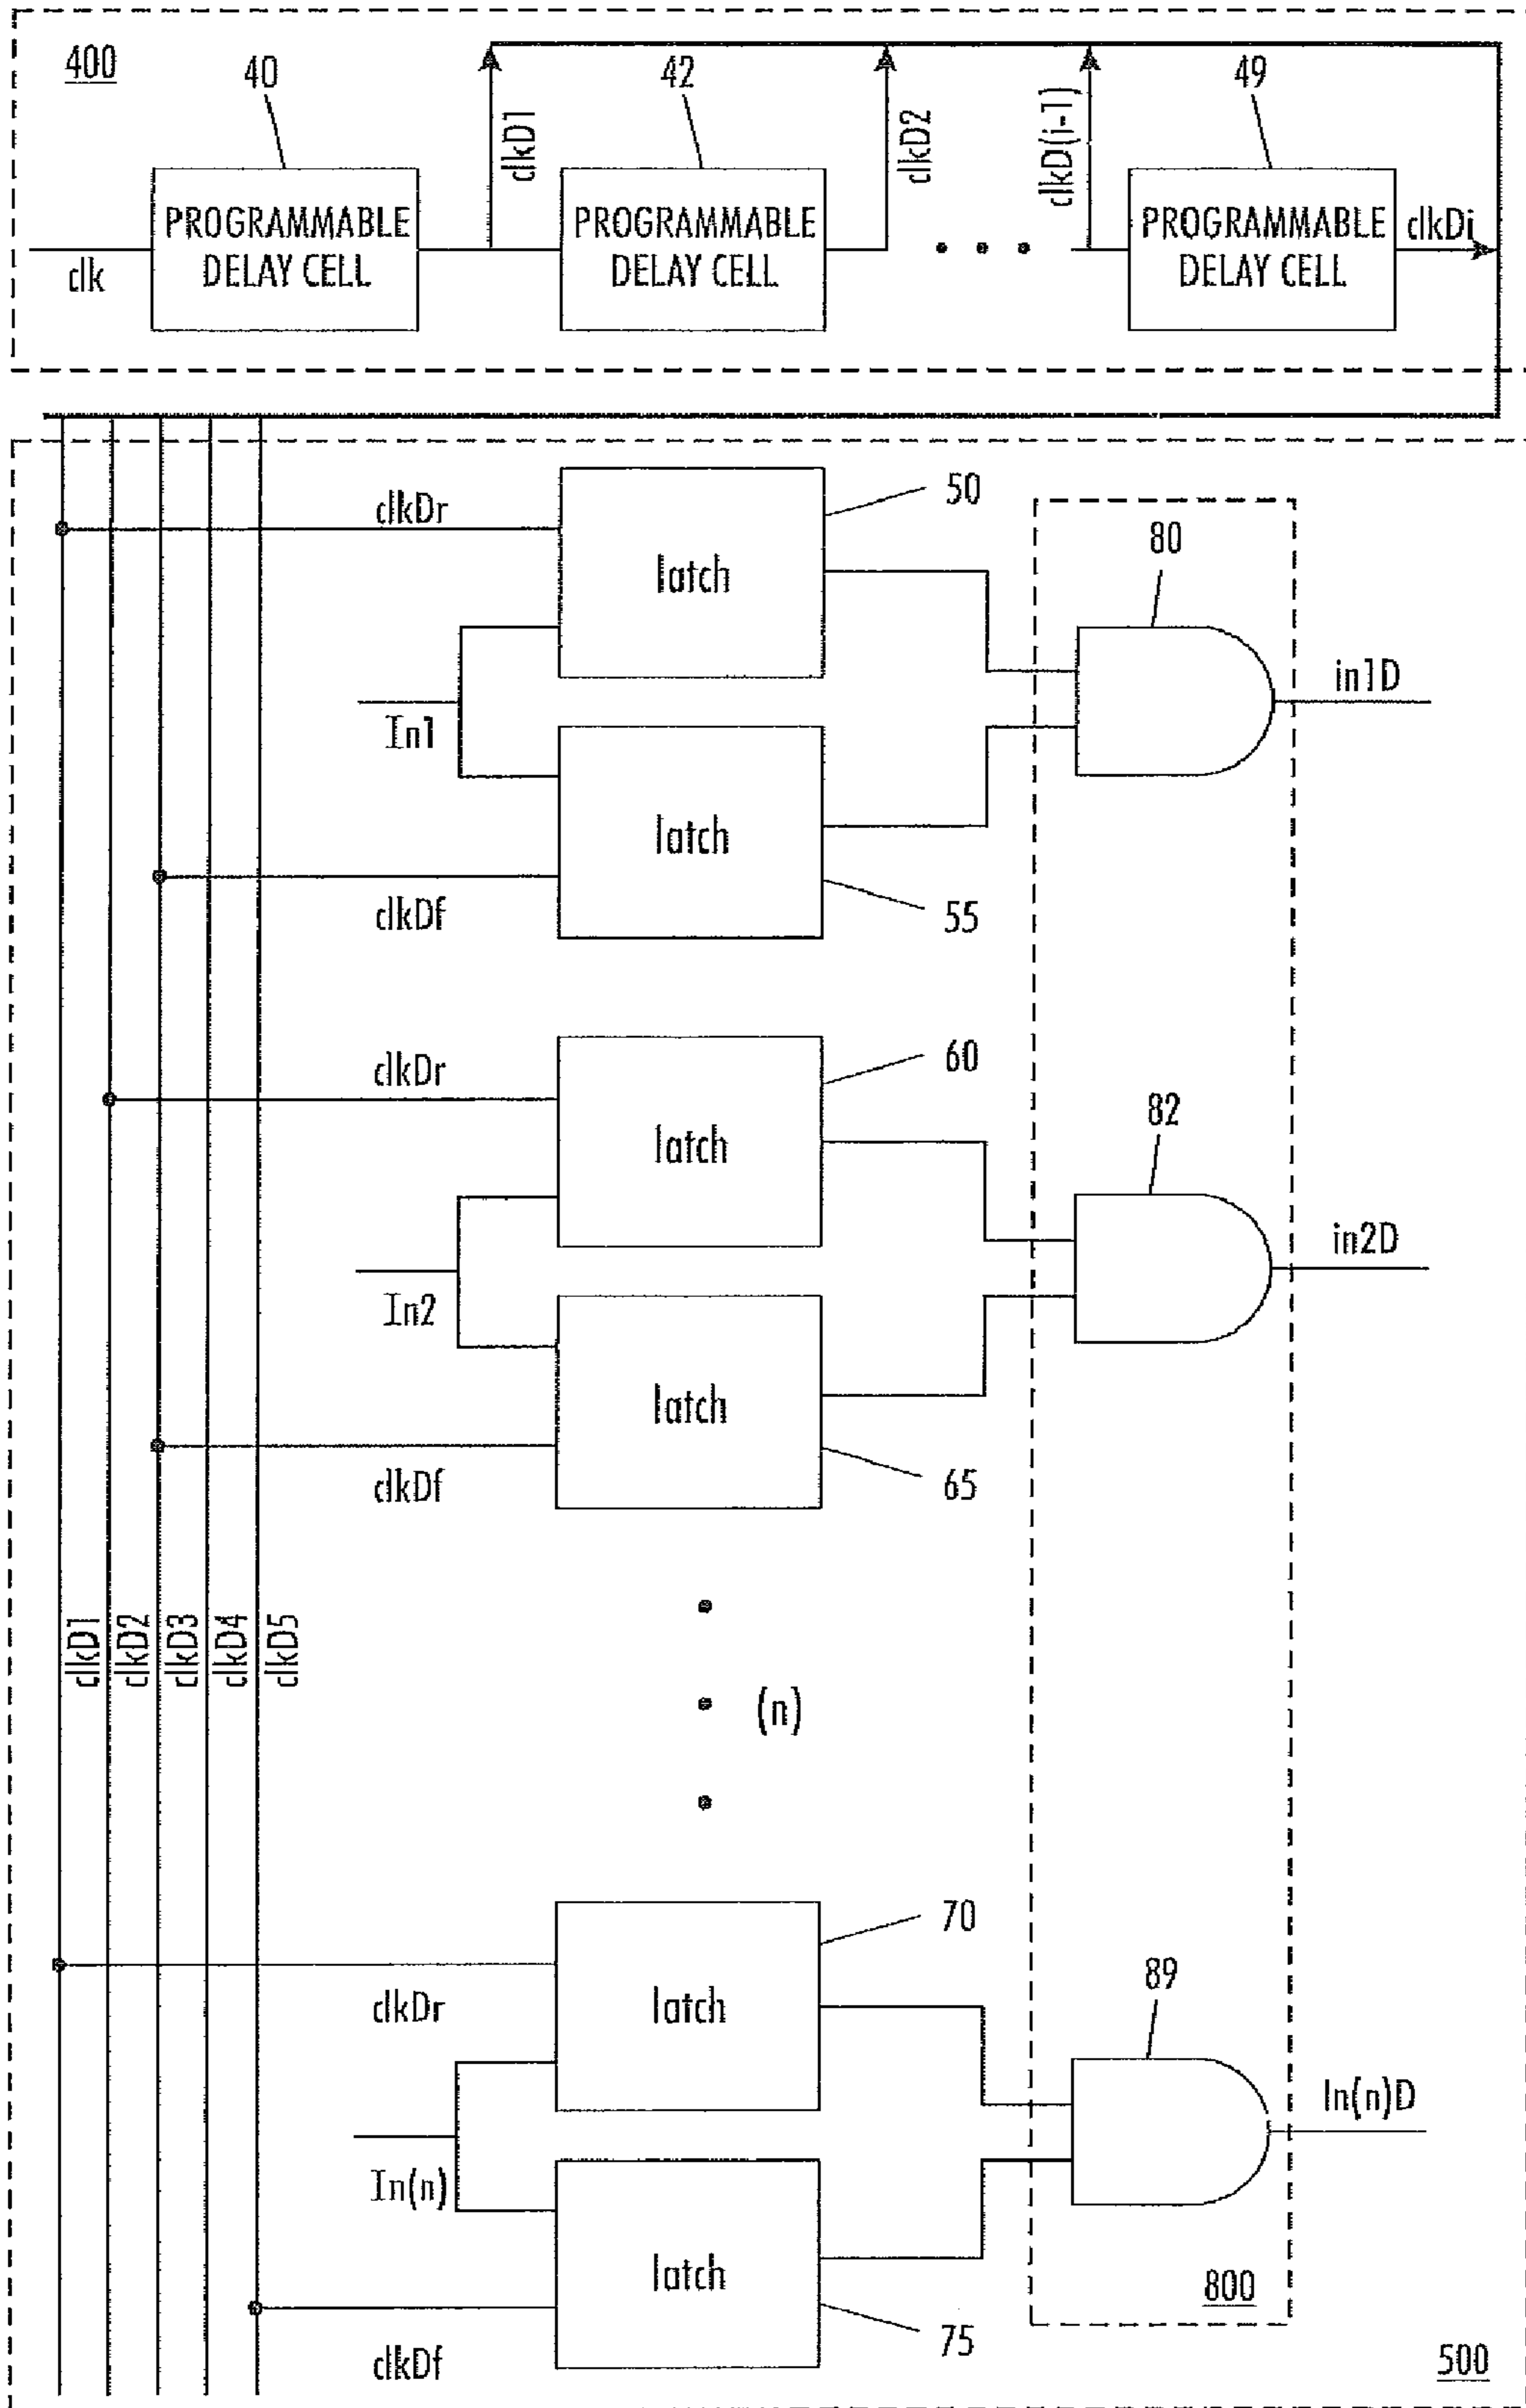 400
40
42
49
clkD1
clkD2
clkD(i-1)
PROGRAMMABLE
DELAY CELL
PROGRAMMABLE
DELAY CELL
PROGRAMMABLE
DELAY CELL
clk
clkDi
clkDr
latch
50
80
In1
in1D
latch
clkDf
55
clkDr
latch
60
82
In2
in2D
latch
clkDf
65
clkD1
clkD2
clkD3
clkD4
clkD5
(n)
70
clkDr
latch
89
In(n)
In(n)D
latch
clkDf
75
800
500